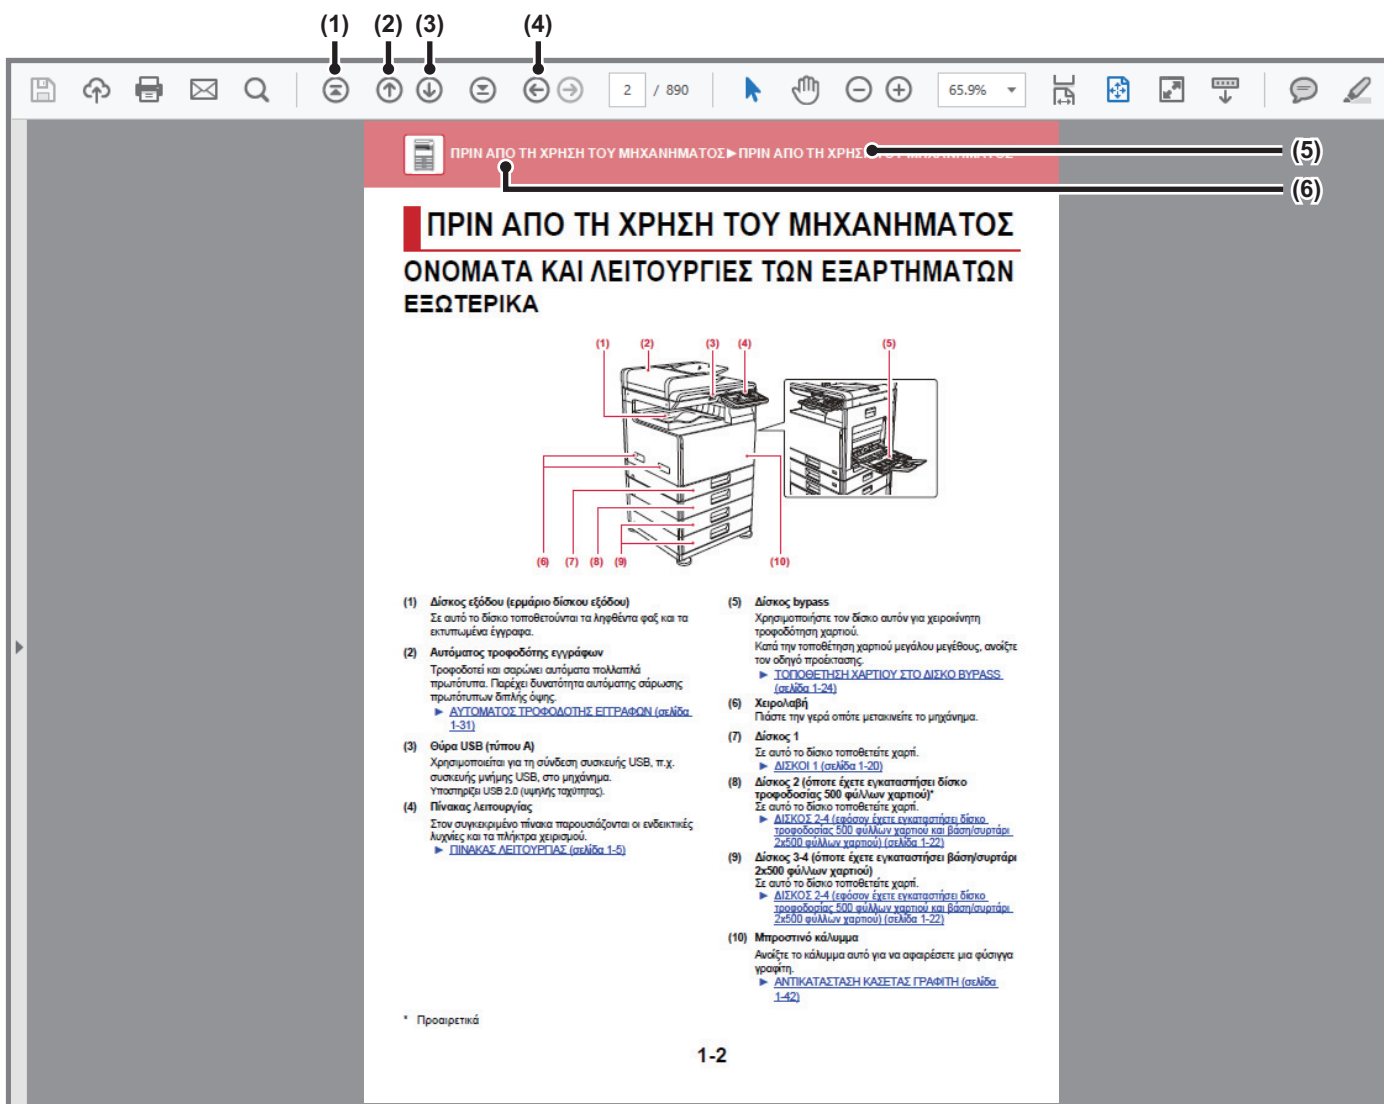 (1) (2) (3) (4)
2 / 890 65.9%
ΠΡΙΝ ΑΠΟ ΤΗ ΧΡΗΣΗ ΤΟΥ ΜΗΧΑΝΗΜΑΤΟΣ►ΠΡΙΝ ΑΠΟ ΤΗ ΧΡΗΣΗ ΤΟΥ ΜΗΧΑΝΗΜΑΤΟΣ
(5)
(6)
ΠΡΙΝ ΑΠΟ ΤΗ ΧΡΗΣΗ ΤΟΥ ΜΗΧΑΝΗΜΑΤΟΣ
ΟΝΟΜΑΤΑ ΚΑΙ ΛΕΙΤΟΥΡΓΙΕΣ ΤΩΝ ΕΞΑΡΤΗΜΑΤΩΝ
ΕΞΩΤΕΡΙΚΑ
(1) (2) (3) (4) (5)
(6) (7) (8) (9) (10)
(1) Δίσκος εξόδου (ερμάριο δίσκου εξόδου)
Σε αυτό το δίσκο τοποθετούνται τα ληφθέντα φαξ και τα
εκτυπωμένα έγγραφα.
(2) Αυτόματος τροφοδότης εγγράφων
Τροφοδοτεί και σαρώνει αυτόματα πολλαπλά
πρωτότυπα. Παρέχει δυνατότητα αυτόματης σάρωσης
πρωτότυπων διπλής όψης.
► ΑΥΤΟΜΑΤΟΣ ΤΡΟΦΟΔΟΤΗΣ ΕΓΓΡΑΦΩΝ (σελίδα
1-31)
(3) Θύρα USB (τύπου A)
Χρησιμοποιείται για τη σύνδεση συσκευής USB, π.χ.
συσκευής μνήμης USB, στο μηχάνημα.
Υποστηρίζει USB 2.0 (υψηλής ταχύτητας).
(4) Πίνακας λειτουργίας
Στον συγκεκριμένο πίνακα παρουσιάζονται οι ενδεικτικές
λυχνίες και τα πλήκτρα χειρισμού.
► ΠΙΝΑΚΑΣ ΛΕΙΤΟΥΡΓΙΑΣ (σελίδα 1-5)
(5) Δίσκος bypass
Χρησιμοποιήστε τον δίσκο αυτόν για χειροκίνητη
τροφοδότηση χαρτιού.
Κατά την τοποθέτηση χαρτιού μεγάλου μεγέθους, ανοίξτε
τον οδηγό προέκτασης.
► ΤΟΠΟΘΕΤΗΣΗ ΧΑΡΤΙΟΥ ΣΤΟ ΔΙΣΚΟ BYPASS
(σελίδα 1-24)
(6) Χειρολαβή
Πιάστε την γερά οπότε μετακινείτε το μηχάνημα.
(7) Δίσκος 1
Σε αυτό το δίσκο τοποθετείτε χαρτί.
► ΔΙΣΚΟΙ 1 (σελίδα 1-20)
(8) Δίσκος 2 (όποτε έχετε εγκαταστήσει δίσκο
τροφοδοσίας 500 φύλλων χαρτιού)*
Σε αυτό το δίσκο τοποθετείτε χαρτί.
► ΔΙΣΚΟΣ 2-4 (εφόσον έχετε εγκαταστήσει δίσκο
τροφοδοσίας 500 φύλλων χαρτιού και βάση/συρτάρι
2x500 φύλλων χαρτιού) (σελίδα 1-22)
(9) Δίσκος 3-4 (όποτε έχετε εγκαταστήσει βάση/συρτάρι
2x500 φύλλων χαρτιού)
Σε αυτό το δίσκο τοποθετείτε χαρτί.
► ΔΙΣΚΟΣ 2-4 (εφόσον έχετε εγκαταστήσει δίσκο
τροφοδοσίας 500 φύλλων χαρτιού και βάση/συρτάρι
2x500 φύλλων χαρτιού) (σελίδα 1-22)
(10) Μπροστινό κάλυμμα
Ανοίξτε το κάλυμμα αυτό για να αφαιρέσετε μια φύσιγγα
γραφίτη.
► ΑΝΤΙΚΑΤΑΣΤΑΣΗ ΚΑΣΕΤΑΣ ΓΡΑΦΙΤΗ (σελίδα
1-42)
* Προαιρετικά
1-2